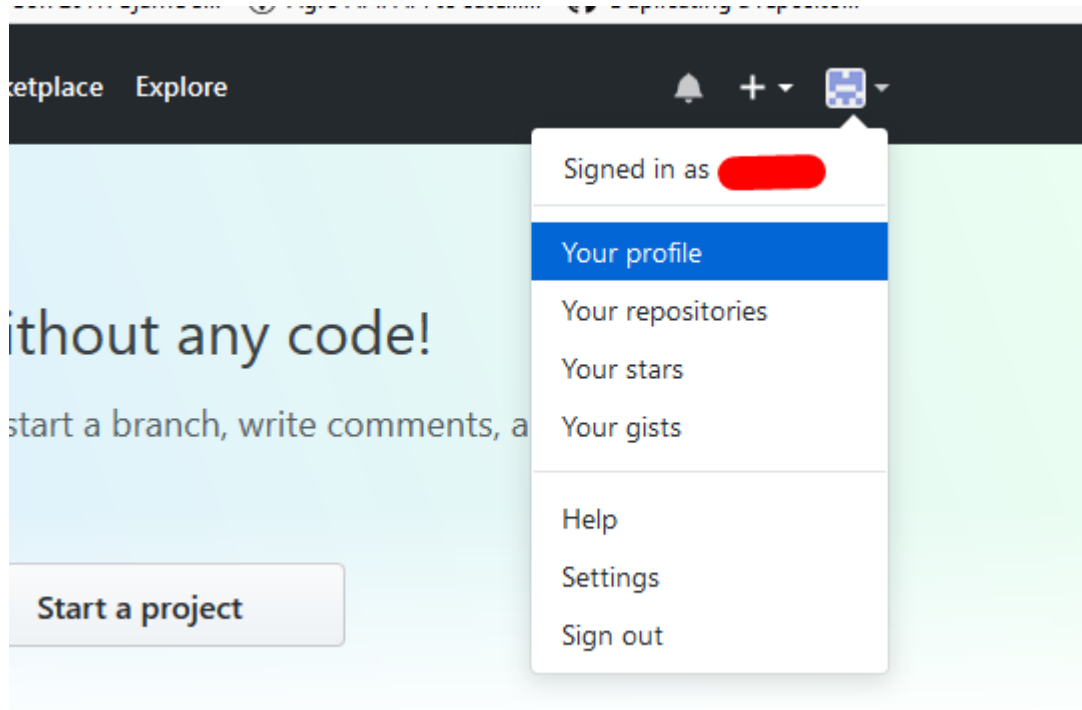 ketplace Explore
Signed in as
Your profile
Your repositories
Your stars
Your gists
Help
Settings
Sign out
ithout any code!
start a branch, write comments, a
Start a project